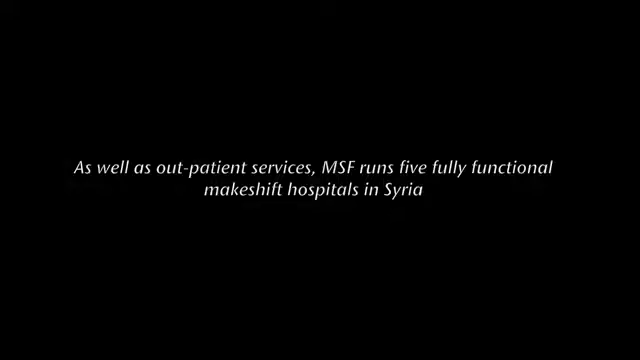 As well as out-patient services, MSF runs five fully functional
makeshift hospitals in Syria